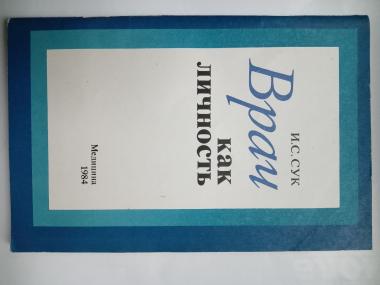 И.С.СУК
Врач
как
личность
Медицина
1984